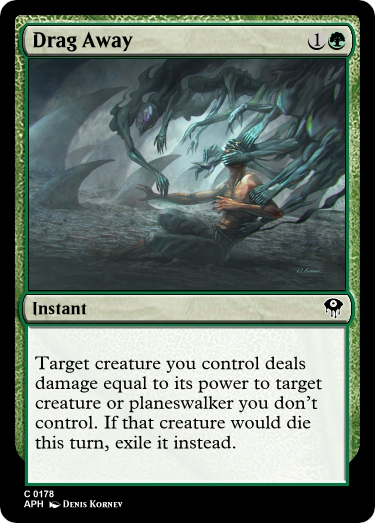 Drag Away 1
Instant
Target creature you control deals
damage equal to its power to target
creature or planeswalker you don't
control. If that creature would die
this turn, exile it instead.
C 0178
APH Denis Kornev